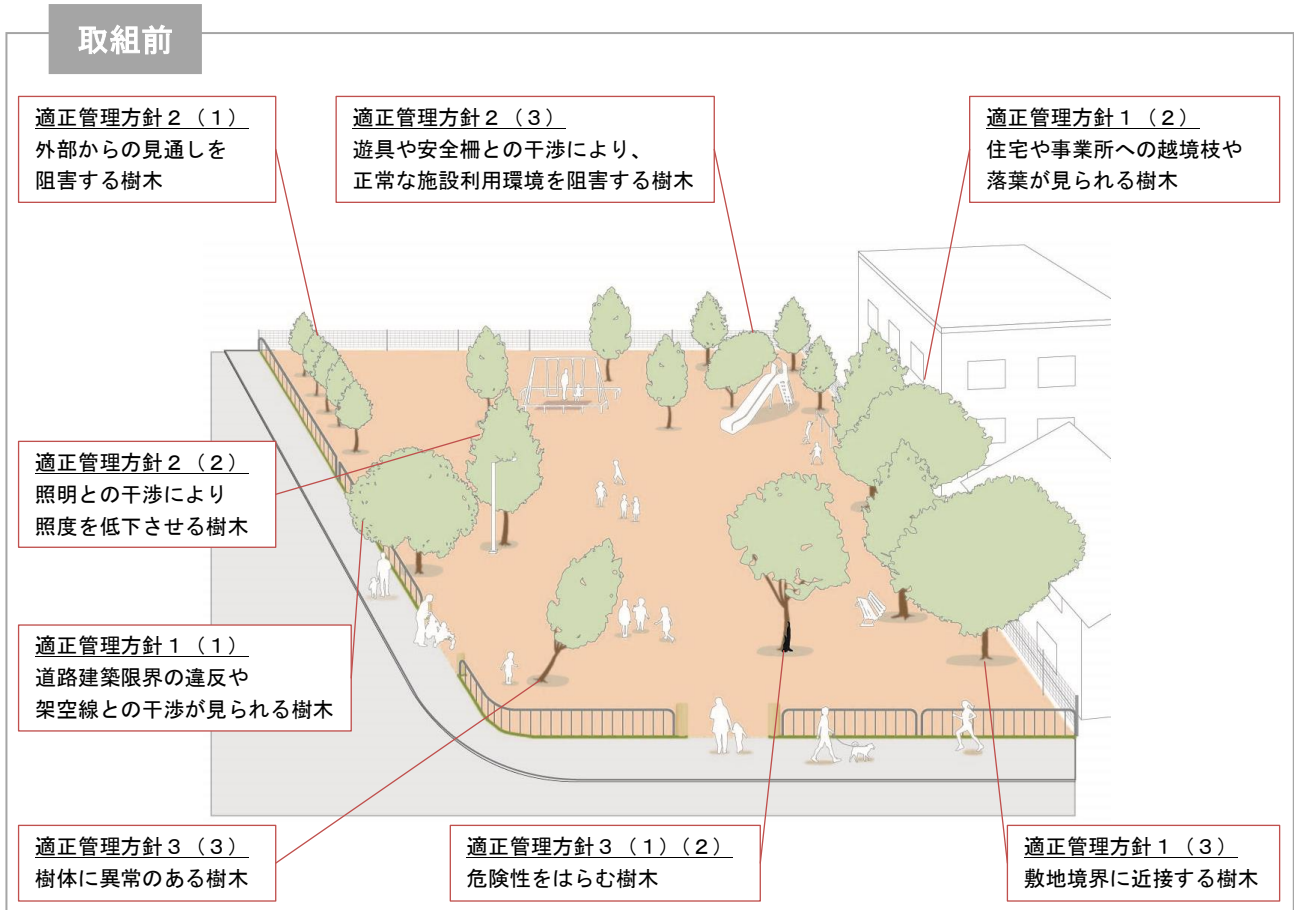 取組前
適正管理方針2(1)
外部からの見通しを
阻害する樹木
適正管理方針2(3)
遊具や安全柵との干渉により、
正常な施設利用環境を阻害する樹木
適正管理方針1(2)
住宅や事業所への越境枝や
落葉が見られる樹木
適正管理方針2(2)
照明との干渉により
照度を低下させる樹木
適正管理方針1(1)
道路建築限界の違反や
架空線との干渉が見られる樹木
適正管理方針3(3)
樹体に異常のある樹木
適正管理方針3(1)(2)
危険性をはらむ樹木
適正管理方針1(3)
敷地境界に近接する樹木